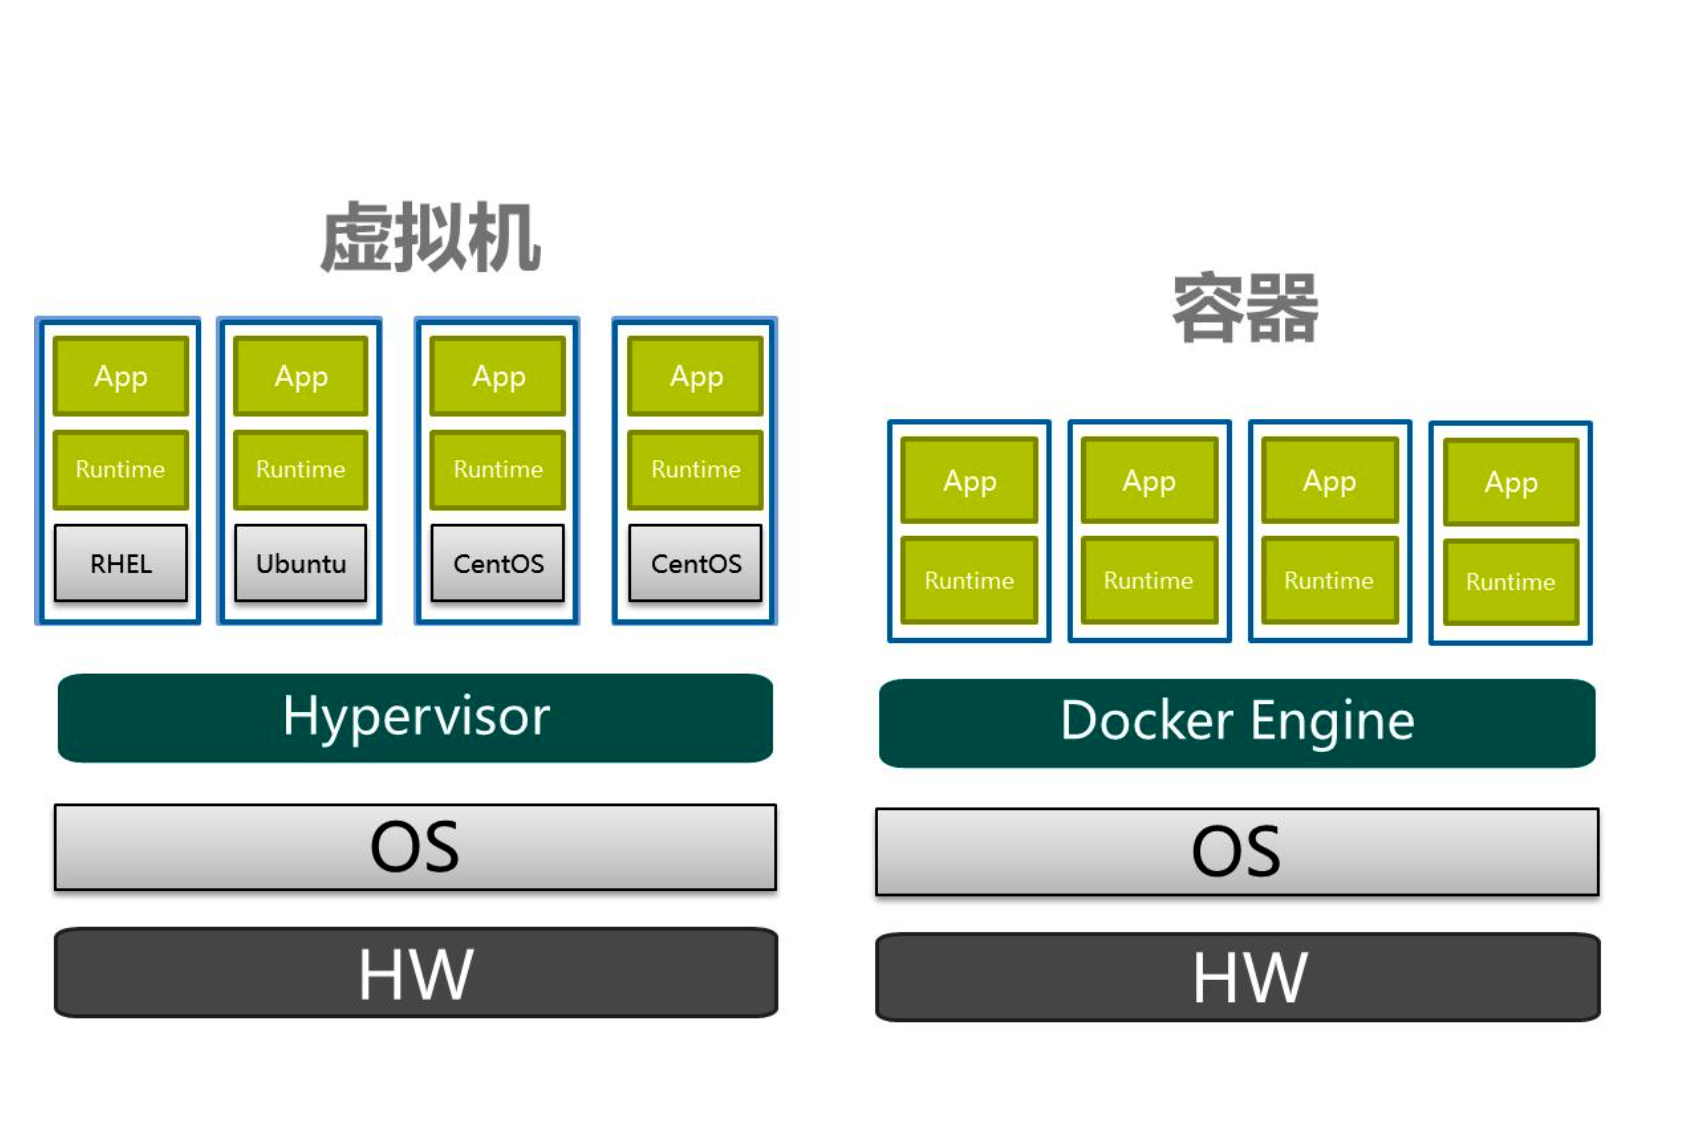 虚拟机
App
App
App
App
Runtime
Runtime
Runtime
Runtime
RHEL
Ubuntu
CentOS
CentOS
Hypervisor
OS
HW
容器
App
App
App
App
Runtime
Runtime
Runtime
Runtime
Docker Engine
OS
HW